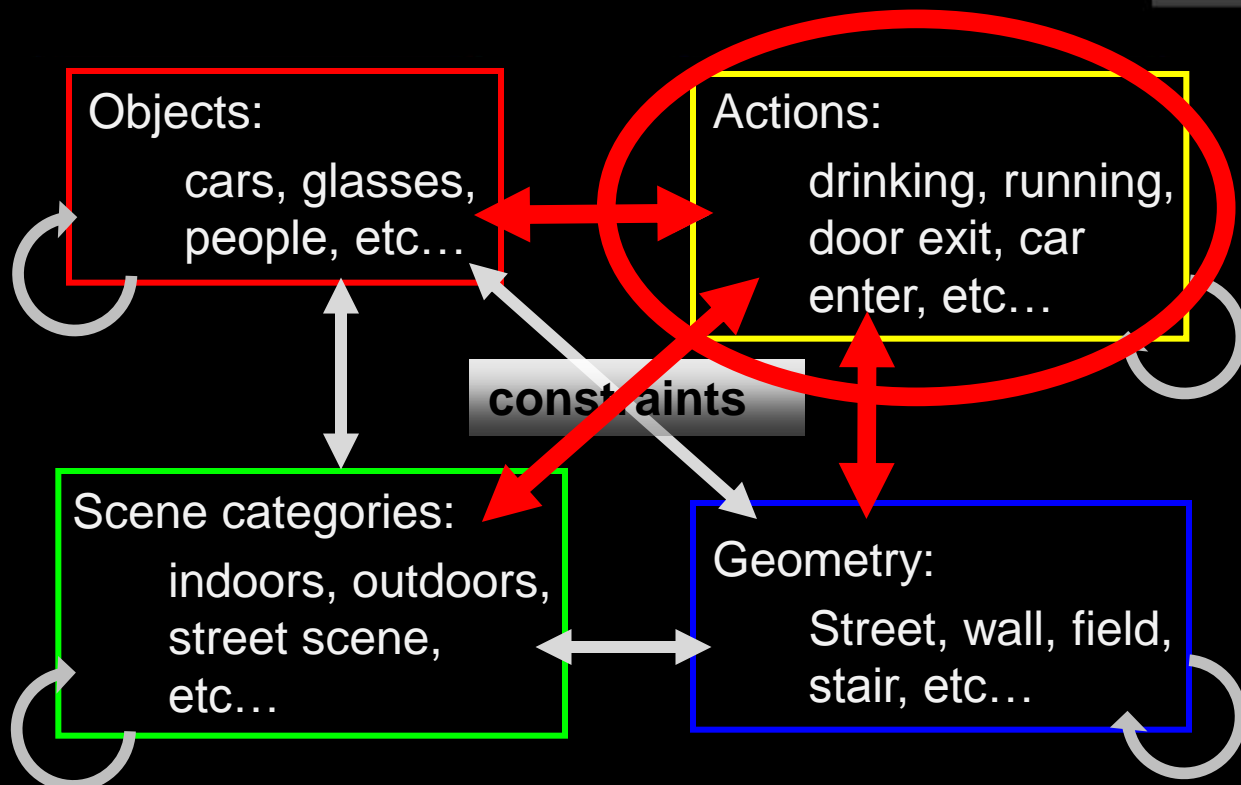 Objects:
cars, glasses,
people, etc…
Actions:
drinking, running,
door exit, car
enter, etc…
constraints
Scene categories:
indoors, outdoors,
street scene,
etc…
Geometry:
Street, wall, field,
stair, etc…